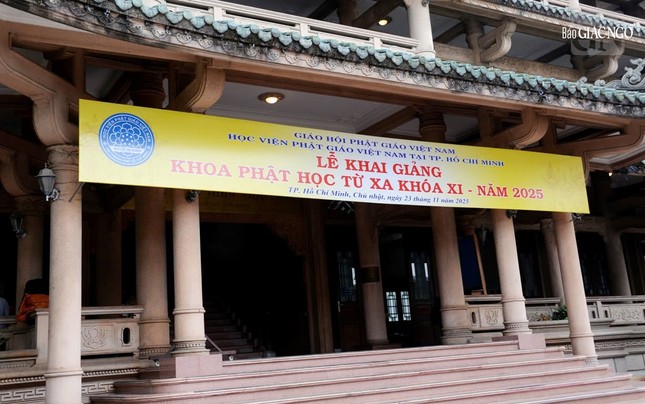 Báo GIÁC NGỘ
GIÁO HỘI PHẬT GIÁO VIỆT NAM
HỌC VIỆN PHẬT GIÁO VIỆT NAM TẠI TP. HỒ CHÍ MINH
LỄ KHAI GIẢNG
KHOA PHẬT HỌC TỪ XA KHÓA XI - NĂM 2025
TP. Hồ Chí Minh, Chủ nhật, ngày 23 tháng 11 năm 2025